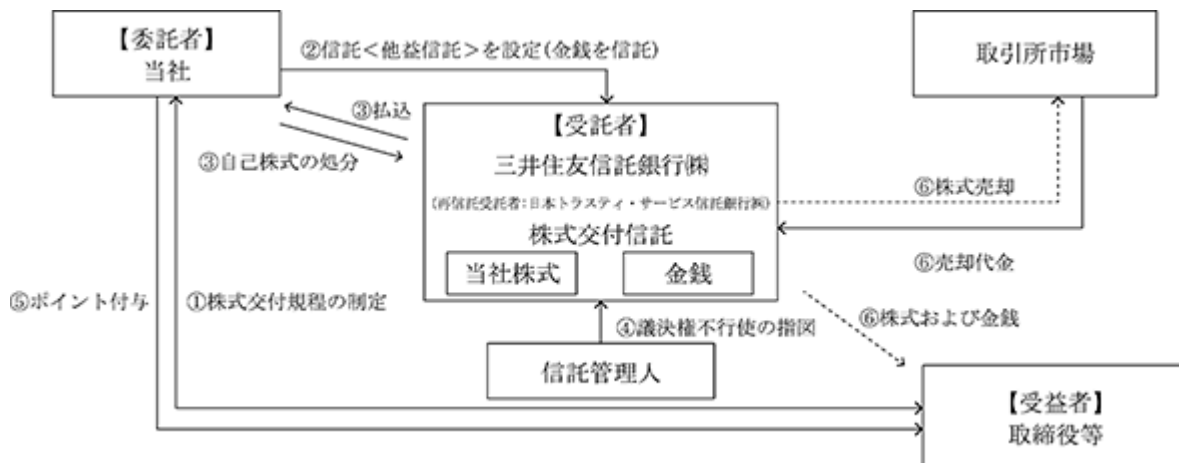 【委託者】
当社
②信託<他益信託>を設定(金銭を信託)
取引所市場
③払込
③自己株式の処分
【受託者】
三井住友信託銀行㈱
(再信託受託者:日本トラスティ・サービス信託銀行㈱)
株式交付信託
当社株式
金銭
⑥株式売却
⑥売却代金
⑤ポイント付与
①株式交付規程の制定
④議決権不行使の指図
⑥株式および金銭
信託管理人
【受益者】
取締役等